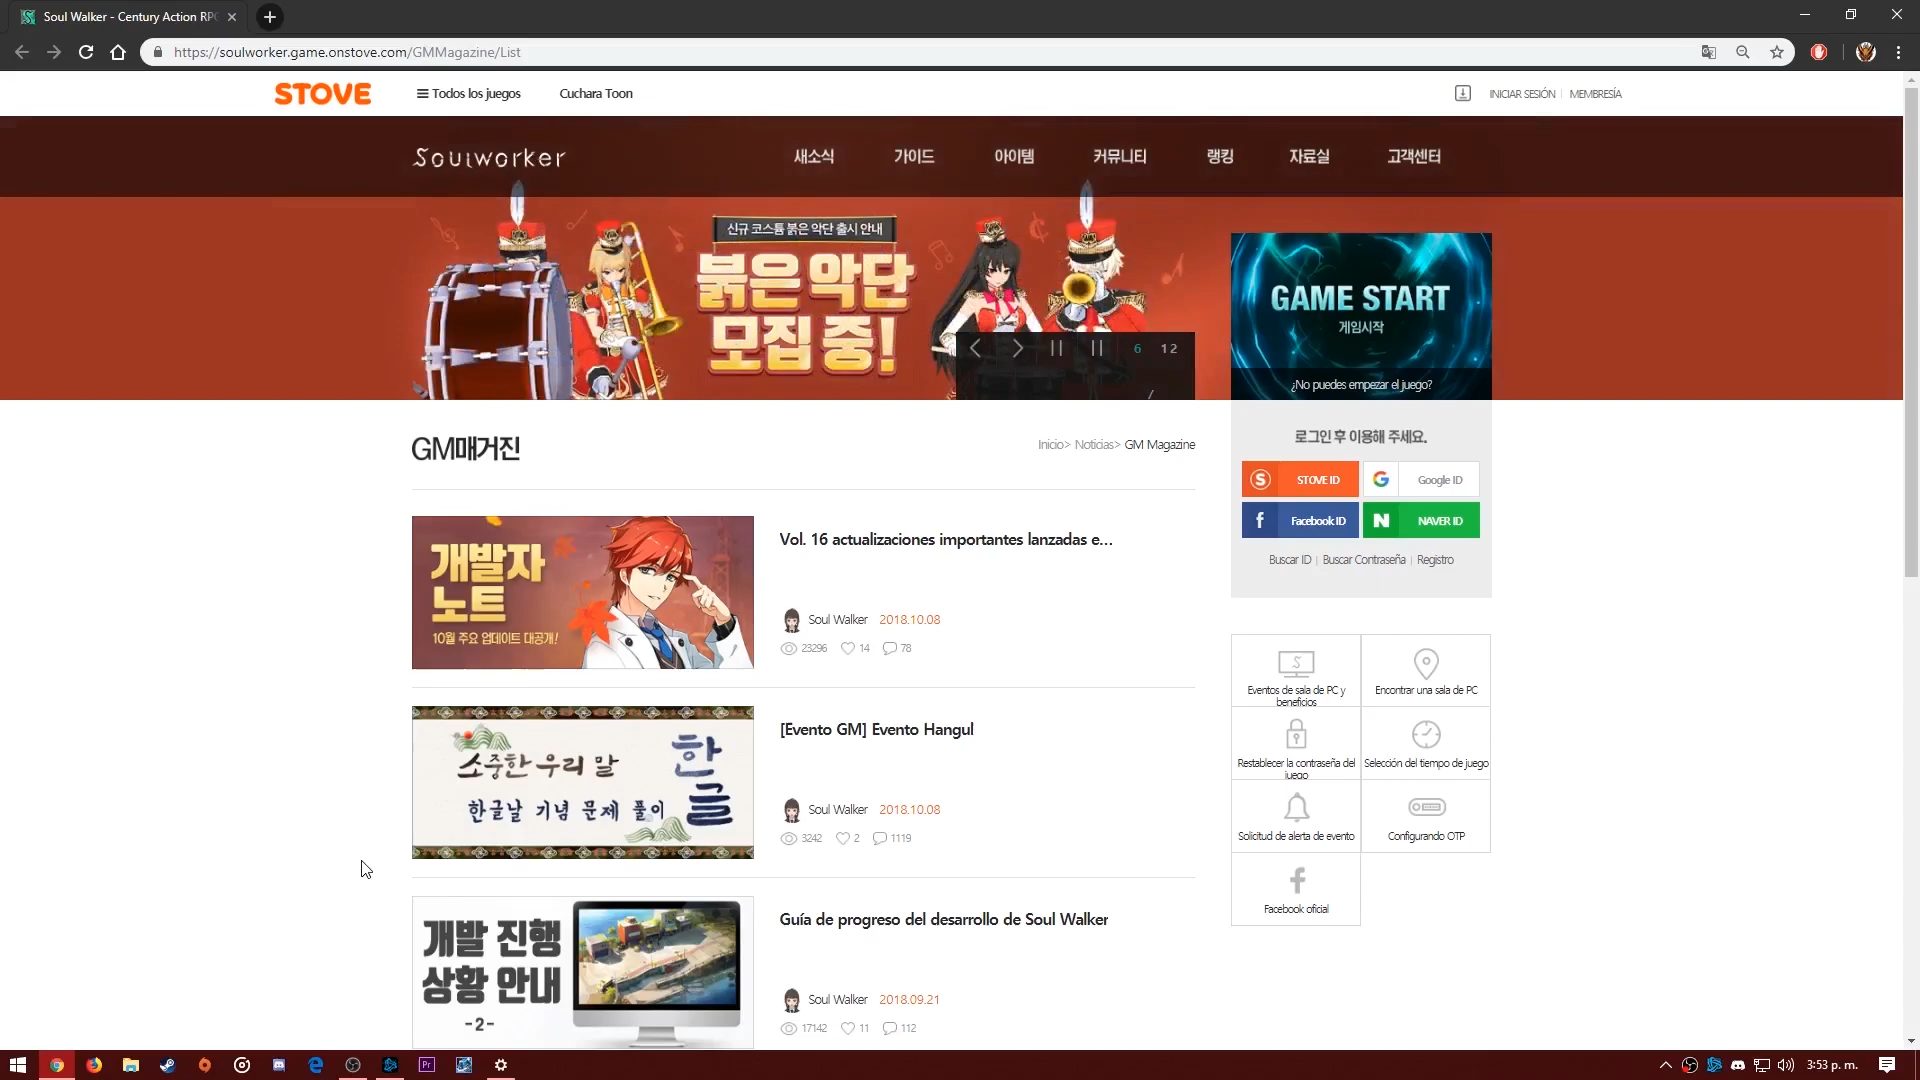 Soul Walker - Century Action RPG
https://soulworker.game.onstove.com/GMMagazine/List
STOVE
Todos los juegos
Cuchara Toon
INICIAR SESIÓN
MEMBRESÍA
Soulworker
새소식
가이드
아이템
커뮤니티
랭킹
자료실
고객센터
신규 코스튬 붉은 악단 출시 안내
붉은 악단
모집 중!
6
12
/
GAME START
게임시작
¿No puedes empezar el juego?
GM매거진
Inicio> Noticias> GM Magazine
로그인 후 이용해 주세요.
STOVE ID
Google ID
Facebook ID
NAVER ID
Buscar ID
Buscar Contraseña
Registro
개발자
노트
10월 주요 업데이트 대공개!
Vol. 16 actualizaciones importantes lanzadas e...
Soul Walker 2018.10.08
23296 14 78
소중한 우리 말
한글날 기념 문제 풀이
한글
[Evento GM] Evento Hangul
Soul Walker 2018.10.08
3242 2 1119
개발 진행
상황 안내
-2-
Guía de progreso del desarrollo de Soul Walker
Soul Walker 2018.09.21
17142 11 112
Eventos de sala de PC y
beneficios
Encontrar una sala de PC
Restablecer la contraseña del
juego
Selección del tiempo de juego
Solicitud de alerta de evento
Configurando OTP
Facebook oficial
3:53 p. m.